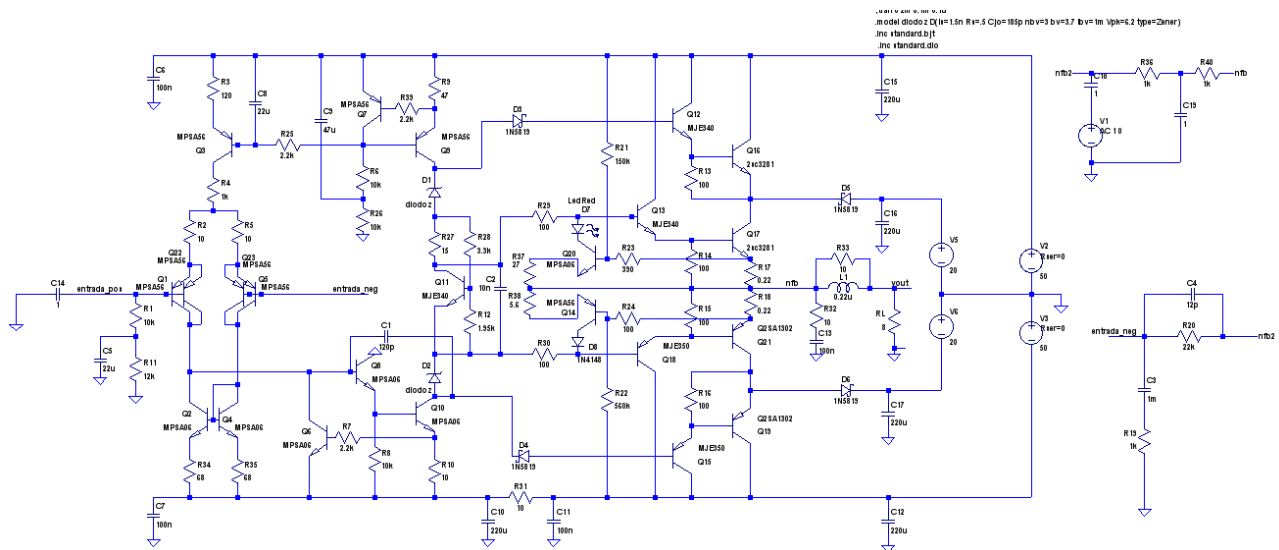 .model diodoz D(Is=1.5n Rs=.5 Cjo=185p nbv=3 bv=3.7 Ibv=1m Vpk=6.2 type=Zener)
.inc standard.bjt
.inc standard.dio
C6
100n
R3
120
C8
22u
C9
47u
MPSA56
Q7
R39
2.2k
R9
47
MPSA56
Q3
R25
2.2k
MPSA56
Q9
D3
1N5819
Q12
MJE340
C15
220u
Q16
2sc3281
R4
1k
R6
10k
R26
10k
D1
diodoz
R21
150k
R13
100
R2
10
R5
10
Q22
MPSA56
Q23
MPSA56
Q1
Q5
MPSA56
R27
15
R28
3.3k
R29
100
LedRed
D7
Q13
MJE340
Q17
2sc3281
D5
1N5819
C16
220u
V5
20
V2
Rser=0
50
C14
1
entrada_pos
entrada_neg
R1
10k
C5
22u
R11
12k
Q11
MJE340
C2
10n
R12
1.95k
R37
27
R38
5.6
Q20
MPSA06
R23
390
MPSA56
Q14
R24
100
R14
100
R15
100
R17
0.22
R18
0.22
nfb
R33
10
L1
0.22u
vout
R32
10
C13
100n
RL
8
V6
20
V3
Rser=0
50
C1
120p
Q8
MPSA06
D2
diodoz
R30
100
D8
1N4148
MJE350
Q18
Q2SA1302
Q21
D6
1N5819
C17
220u
Q2
MPSA06
Q4
MPSA06
Q6
MPSA06
R7
2.2k
Q10
MPSA06
R8
10k
R10
10
R22
560k
R16
100
Q2SA1302
Q19
MJE350
Q15
D4
1N5819
R34
68
R35
68
C7
100n
C10
220u
R31
10
C11
100n
C12
220u
nfb2
C18
1
V1
AC 1 0
R36
1k
R40
1k
nfb
C19
1
entrada_neg
C4
12p
R20
22k
nfb2
C3
1m
R19
1k